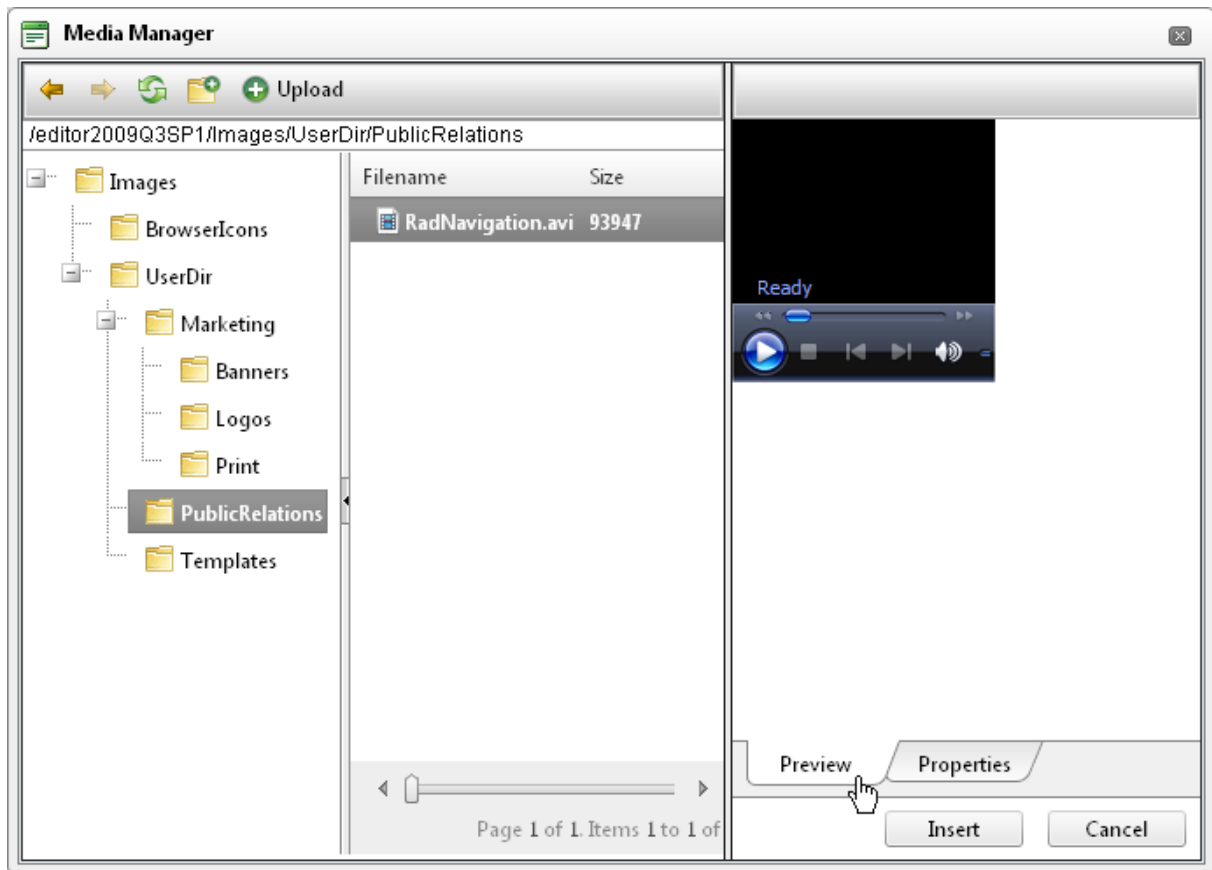 Media Manager
Upload
/editor2009Q3SP1/Images/UserDir/PublicRelations
Images
BrowserIcons
UserDir
Marketing
Banners
Logos
Print
PublicRelations
Templates
Filename Size
RadNavigation.avi 93947
Page 1 of 1. Items 1 to 1 of
Ready
Preview Properties
Insert Cancel